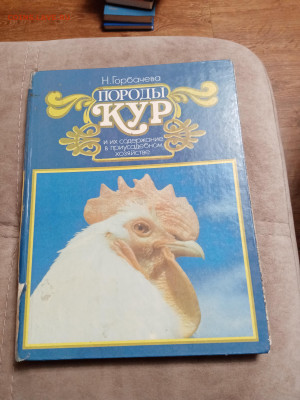 Н. Горбачева
ПОРОДЫ
КУР
и их содержание
в приусадебном
хозяйстве